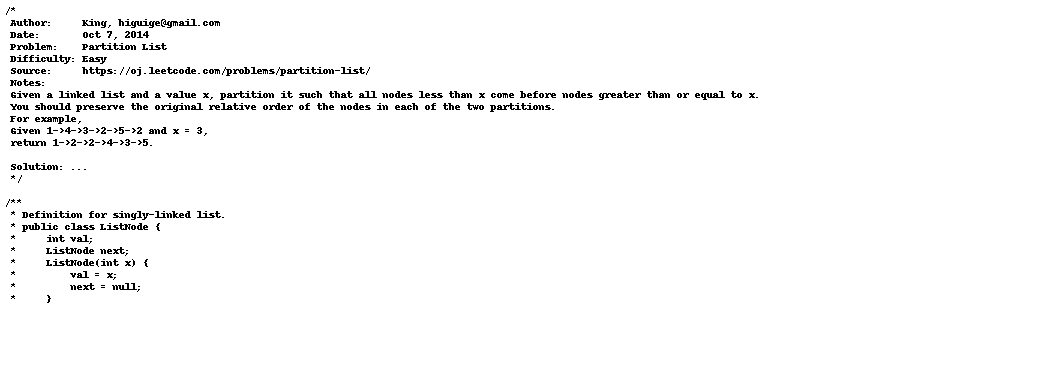 /*
 Author:     King, higuige@gmail.com
 Date:       Oct 7, 2014
 Problem:    Partition List
 Difficulty: Easy
 Source:     https://oj.leetcode.com/problems/partition-list/
 Notes:
 Given a linked list and a value x, partition it such that all nodes less than x come before nodes greater than or equal to x.
 You should preserve the original relative order of the nodes in each of the two partitions.
 For example,
 Given 1->4->3->2->5->2 and x = 3,
 return 1->2->2->4->3->5.

 Solution: ...
 */

/**
 * Definition for singly-linked list.
 * public class ListNode {
 *     int val;
 *     ListNode next;
 *     ListNode(int x) {
 *         val = x;
 *         next = null;
 *     }